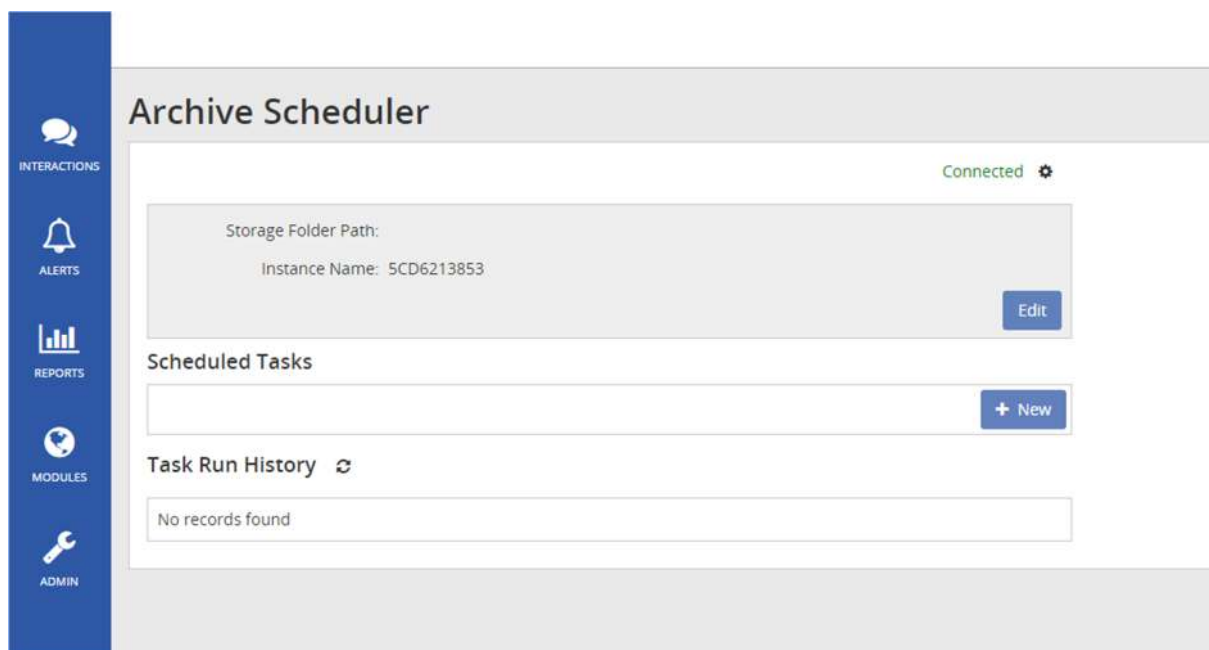 Archive Scheduler
INTERACTIONS
Connected
Storage Folder Path:
ALERTS
Instance Name: 5CD6213853
Edit
Scheduled Tasks
REPORTS
+ New
Task Run History
MODULES
No records found
ADMIN